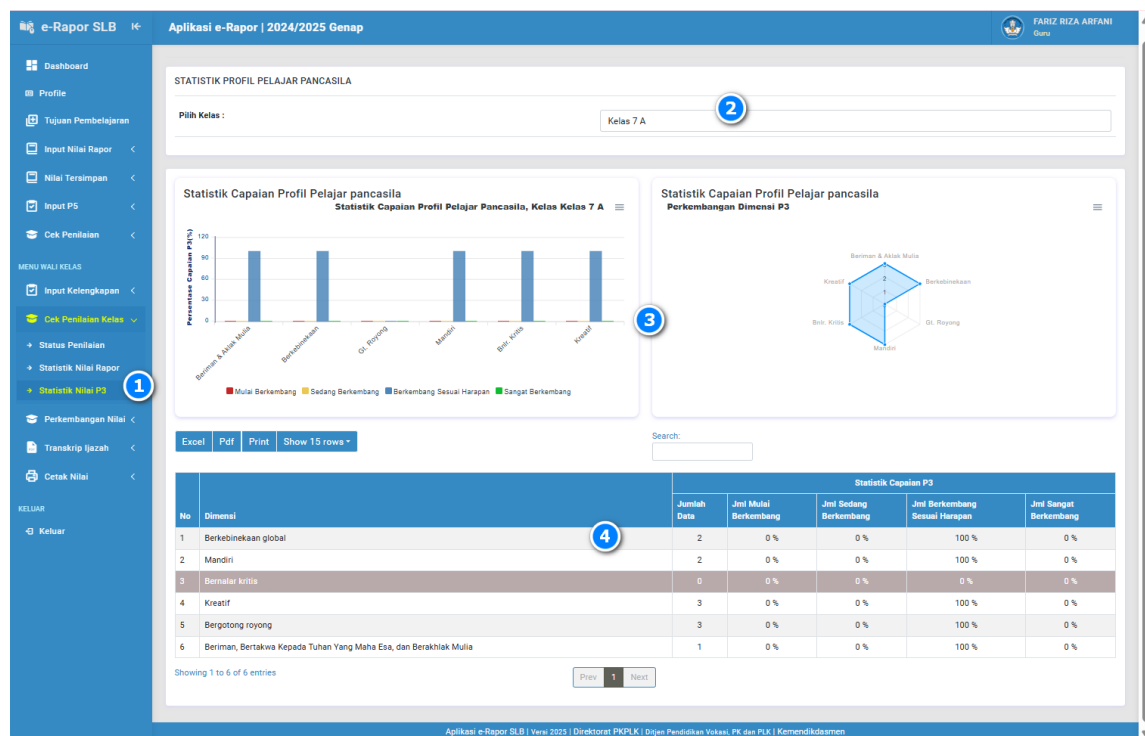 e-Rapor SLB
Aplikasi e-Rapor | 2024/2025 Genap
FARIZ RIZA ARFANI
Guru
Dashboard
Profile
Tujuan Pembelajaran
Input Nilai Rapor
Nilai Tersimpan
Input P5
Cek Penilaian
MENU WALI KELAS
Input Kelengkapan
Cek Penilaian Kelas
Status Penilaian
Statistik Nilai Rapor
Statistik Nilai P3
1
Perkembangan Nilai
Transkrip Ijazah
Cetak Nilai
KELUAR
Keluar
STATISTIK PROFIL PELAJAR PANCASILA
Pilih Kelas :
Kelas 7 A
2
Statistik Capaian Profil Pelajar pancasila
Statistik Capaian Profil Pelajar Pancasila, Kelas Kelas 7 A
Persentase Capaian P3(%)
120
90
60
30
0
Beriman & Aklak Mulia
Berkebinekaan
Gt. Royong
Mandiri
Bnlr. Kritis
Kreatif
Mulai Berkembang Sedang Berkembang Berkembang Sesuai Harapan Sangat Berkembang
3
Statistik Capaian Profil Pelajar pancasila
Perkembangan Dimensi P3
Beriman & Aklak Mulia
Kreatif
Berkebinekaan
3
2
1
Bnlr. Kritis
Gt. Royong
Mandiri
Excel Pdf Print Show 15 rows
Search:
Statistik Capaian P3
No Dimensi Jumlah Data Jml Mulai Berkembang Jml Sedang Berkembang Jml Berkembang Sesuai Harapan Jml Sangat Berkembang
4
1 Berkebinekaan global 2 0 % 0 % 100 % 0 %
2 Mandiri 2 0 % 0 % 100 % 0 %
3 Bernalar kritis 0 0 % 0 % 0 % 0 %
4 Kreatif 3 0 % 0 % 100 % 0 %
5 Bergotong royong 3 0 % 0 % 100 % 0 %
6 Beriman, Bertakwa Kepada Tuhan Yang Maha Esa, dan Berakhlak Mulia 1 0 % 0 % 100 % 0 %
Showing 1 to 6 of 6 entries
Prev 1 Next
Aplikasi e-Rapor SLB | Versi 2025 | Direktorat PKPLK | Ditjen Pendidikan Vokasi, PK dan PLK | Kemendikdasmen